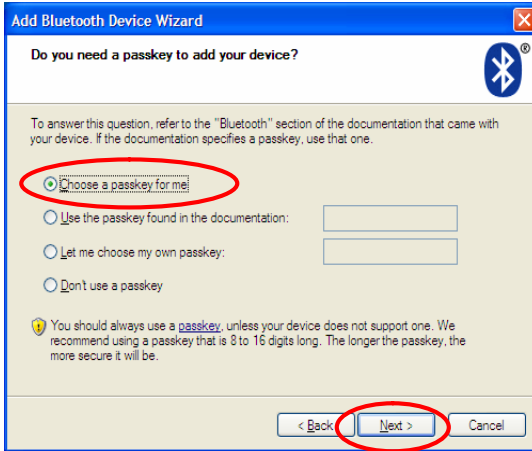 Add Bluetooth Device Wizard
Do you need a passkey to add your device?
®
To answer this question, refer to the "Bluetooth" section of the documentation that came with
your device. If the documentation specifies a passkey, use that one.
Choose a passkey for me
Use the passkey found in the documentation:
Let me choose my own passkey:
Don't use a passkey
You should always use a passkey, unless your device does not support one. We
recommend using a passkey that is 8 to 16 digits long. The longer the passkey, the
more secure it will be.
< Back
Next >
Cancel